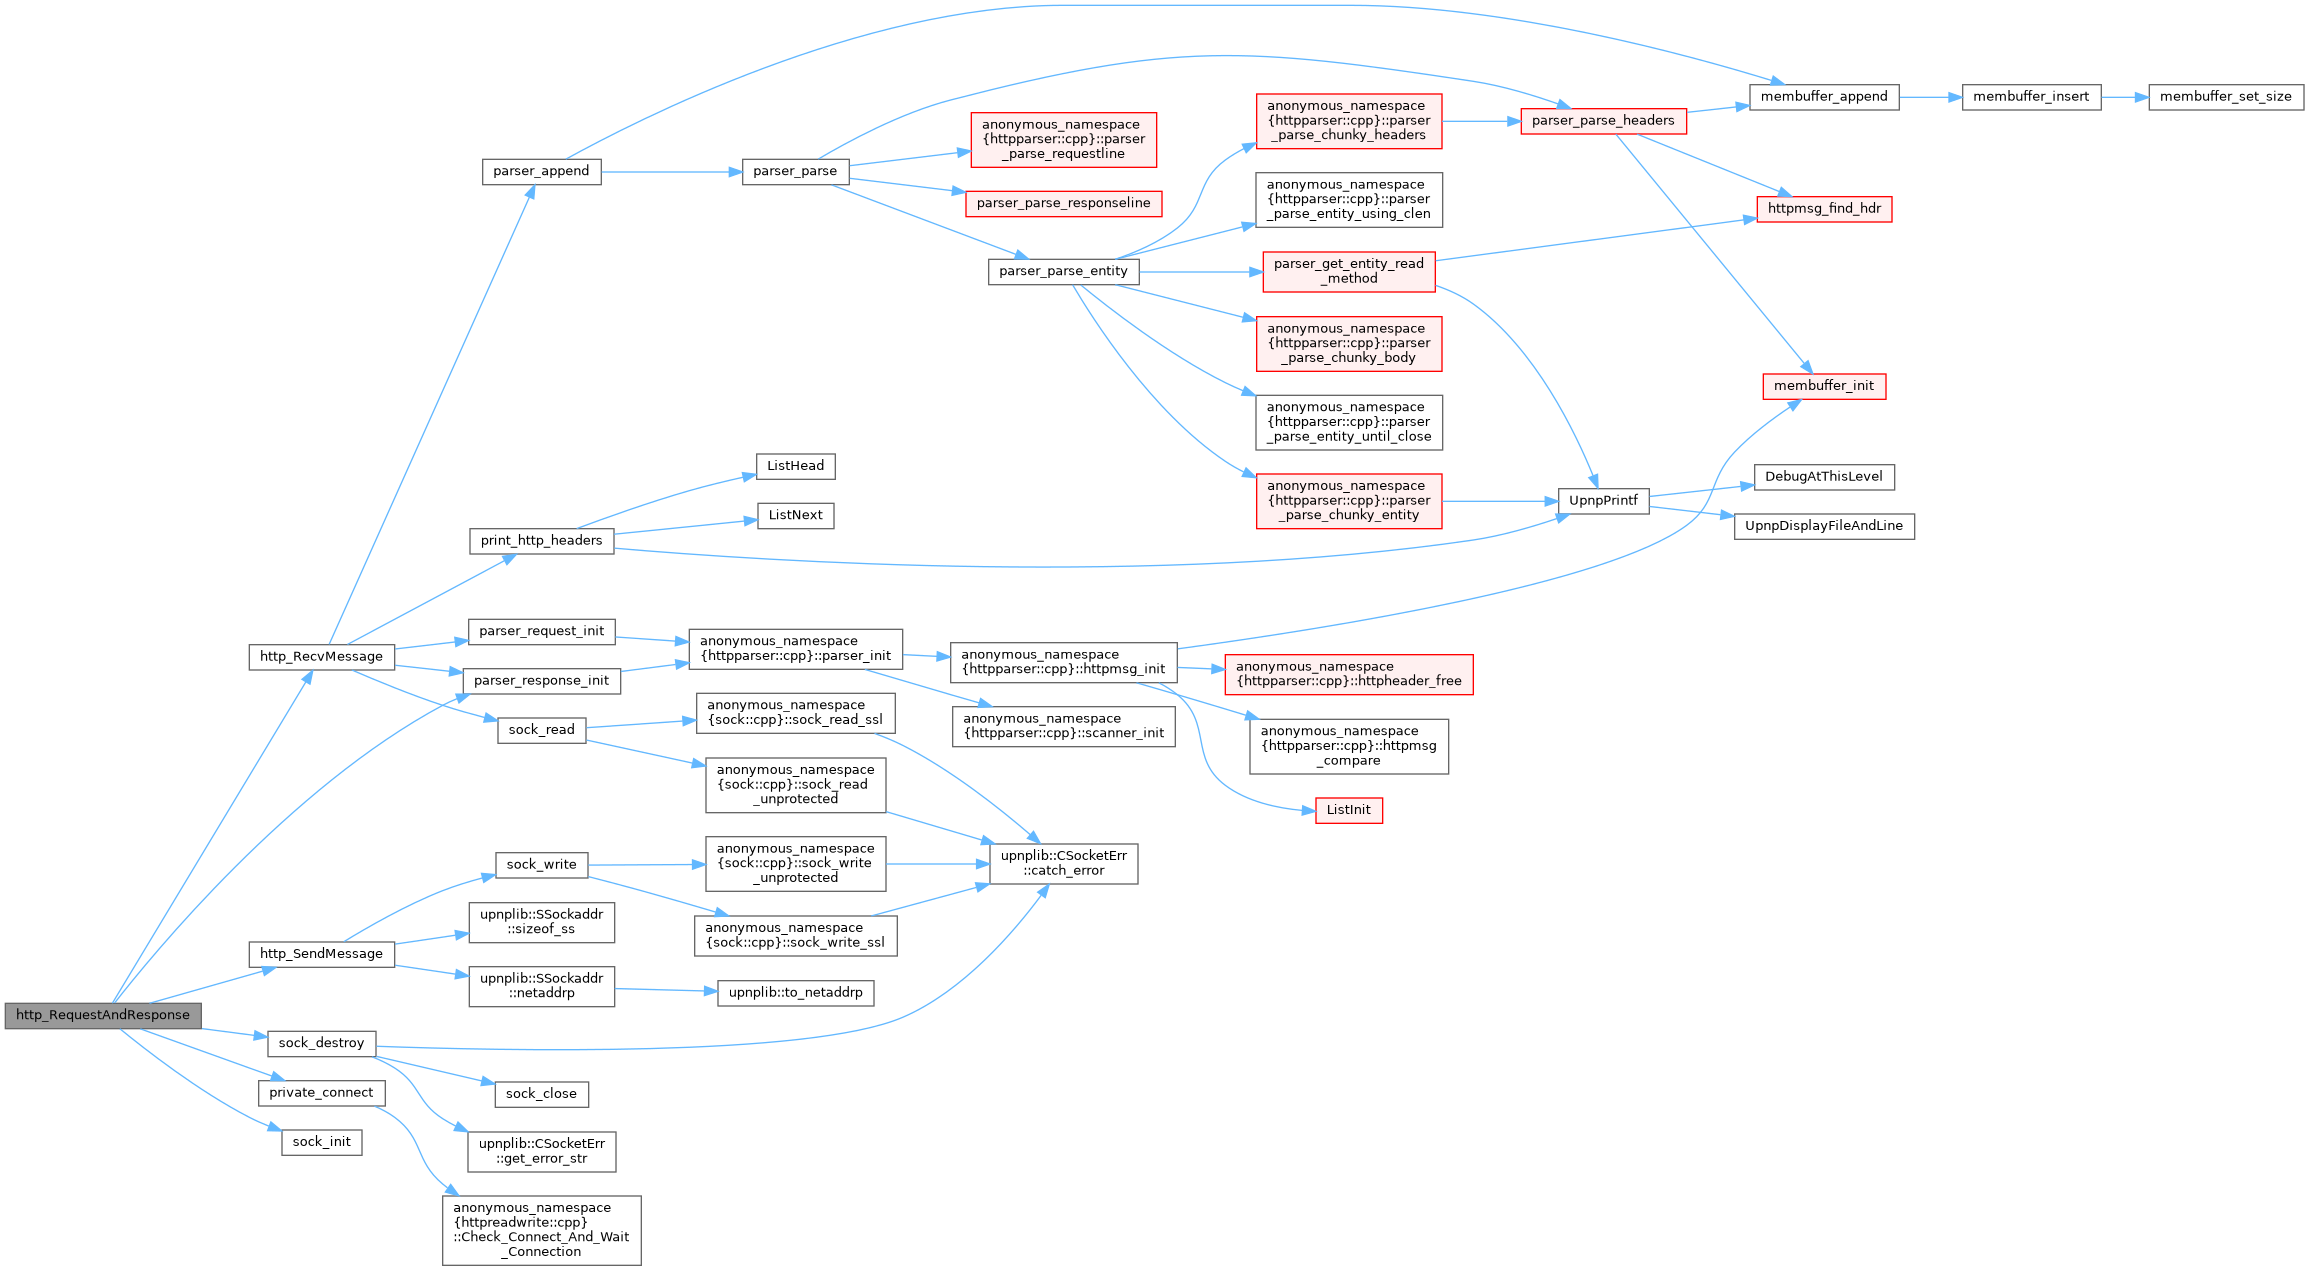 http_RequestAndResponse
http_RecvMessage
http_SendMessage
sock_destroy
private_connect
sock_init
parser_append
print_http_headers
parser_request_init
parser_response_init
sock_read
sock_write
upnplib::SSockaddr
::sizeof_ss
upnplib::SSockaddr
::netaddrp
sock_close
upnplib::CSocketErr
::get_error_str
anonymous_namespace
{httpreadwrite::cpp}
::Check_Connect_And_Wait
_Connection
parser_parse
ListHead
ListNext
anonymous_namespace
{httpparser::cpp}::parser_init
anonymous_namespace
{sock::cpp}::sock_read_ssl
anonymous_namespace
{sock::cpp}::sock_read
_unprotected
anonymous_namespace
{sock::cpp}::sock_write
_unprotected
anonymous_namespace
{sock::cpp}::sock_write_ssl
upnplib::to_netaddrp
anonymous_namespace
{httpparser::cpp}::parser
_parse_requestline
parser_parse_responseline
parser_parse_entity
anonymous_namespace
{httpparser::cpp}::httpmsg_init
anonymous_namespace
{httpparser::cpp}::scanner_init
upnplib::CSocketErr
::catch_error
anonymous_namespace
{httpparser::cpp}::parser
_parse_chunky_headers
anonymous_namespace
{httpparser::cpp}::parser
_parse_entity_using_clen
parser_get_entity_read
_method
anonymous_namespace
{httpparser::cpp}::parser
_parse_chunky_body
anonymous_namespace
{httpparser::cpp}::parser
_parse_entity_until_close
anonymous_namespace
{httpparser::cpp}::parser
_parse_chunky_entity
anonymous_namespace
{httpparser::cpp}::httpheader_free
anonymous_namespace
{httpparser::cpp}::httpmsg
_compare
ListInit
parser_parse_headers
UpnpPrintf
membuffer_append
httpmsg_find_hdr
membuffer_init
DebugAtThisLevel
UpnpDisplayFileAndLine
membuffer_insert
membuffer_set_size